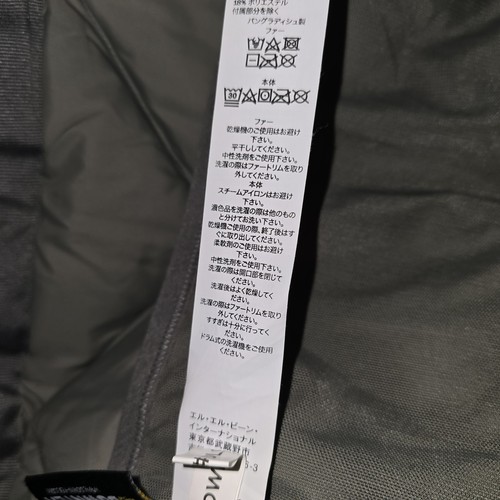 ポリエステル
付属部分を除く
バングラディシュ製
ファー
本体
30
ファー
乾燥機のご使用はお避け
下さい。
平干ししてください。
中性洗剤をご使用下さい。
洗濯の際はファートリムを取り
外してください。
本体
スチームアイロンはお避け
下さい。
濃色品を洗濯の際は他のもの
と分けてお洗い下さい。
乾燥機ご使用の際、終了後はす
ぐに取り出してください。
柔軟剤のご使用はお避け
下さい。
中性洗剤をご使用下さい。
洗濯の際は開口部を閉じて
ください。
洗濯後はよく乾燥してく
ださい。
洗濯の際はファートリムを取り
外してください。
すすぎは十分に行ってく
ださい。
ドラム式の洗濯機をご使用
ください。
エル・エル・ビーン・
インターナショナル
東京都武蔵野市
-3